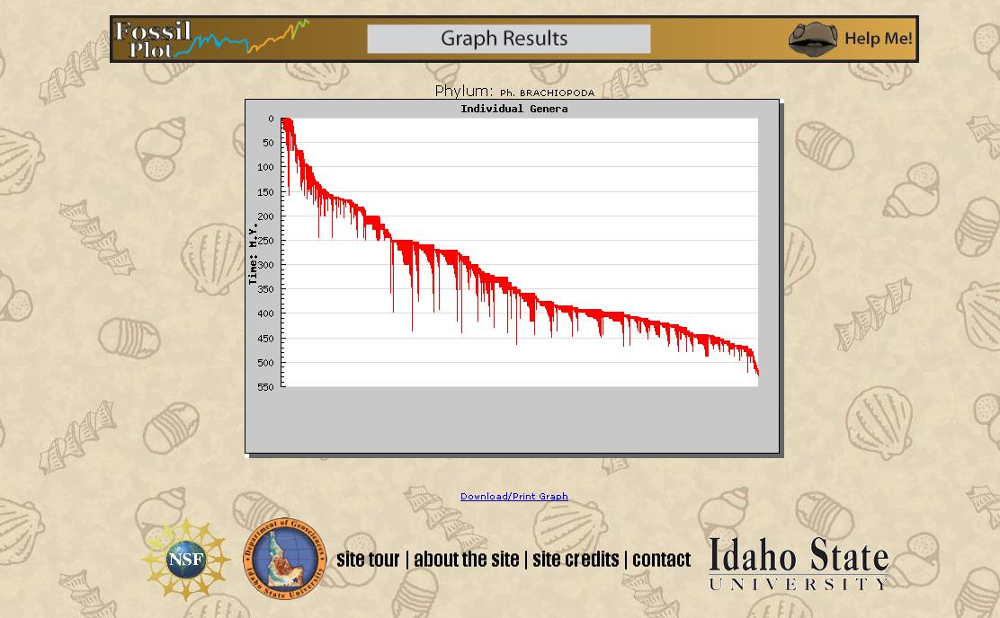 Fossil
Plot
Graph Results
Help Me!
Phylum: Ph. BRACHIOPODA
Individual Genera
0
50
100
150
200
250
300
350
400
450
500
550
Time: M.Y.
Download/Print Graph
NSF
Department of Geosciences
Idaho State University
site tour | about the site | site credits | contact
Idaho State
UNIVERSITY